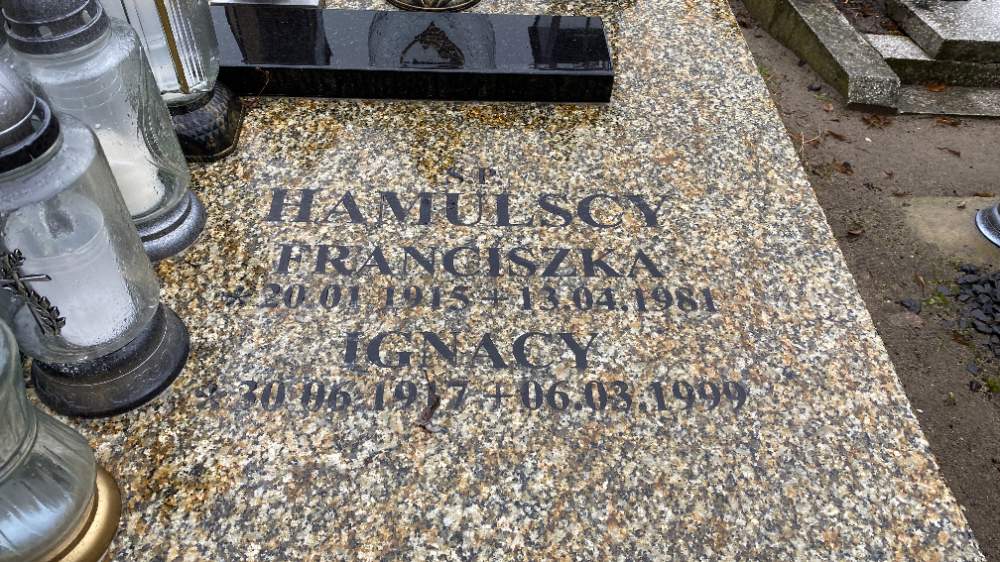 Ś.P.
HAMULSCY
FRANCISZKA
* 20.01.1915 + 13.04.1981
IGNACY
* 30.06.1917 + 06.03.1999